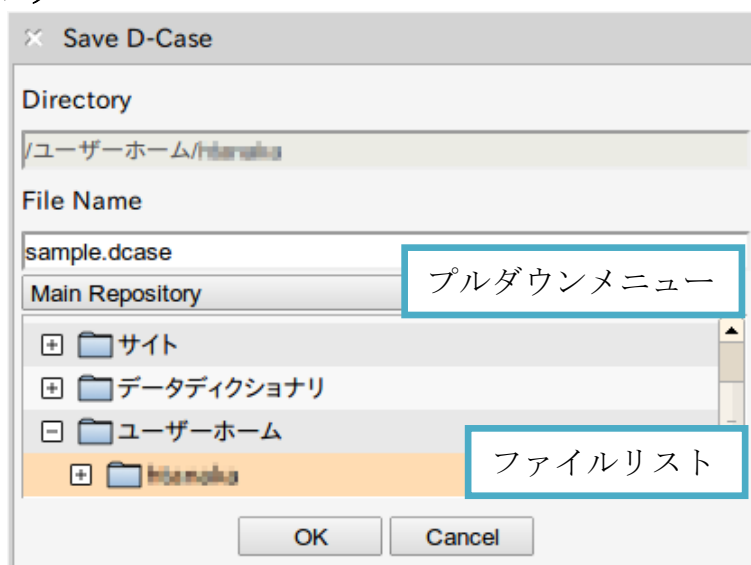 Save D-Case
Directory
/ユーザーホーム/
File Name
sample.dcase
プルダウンメニュー
Main Repository
サイト
データディクショナリ
ユーザーホーム
ファイルリスト
OK Cancel